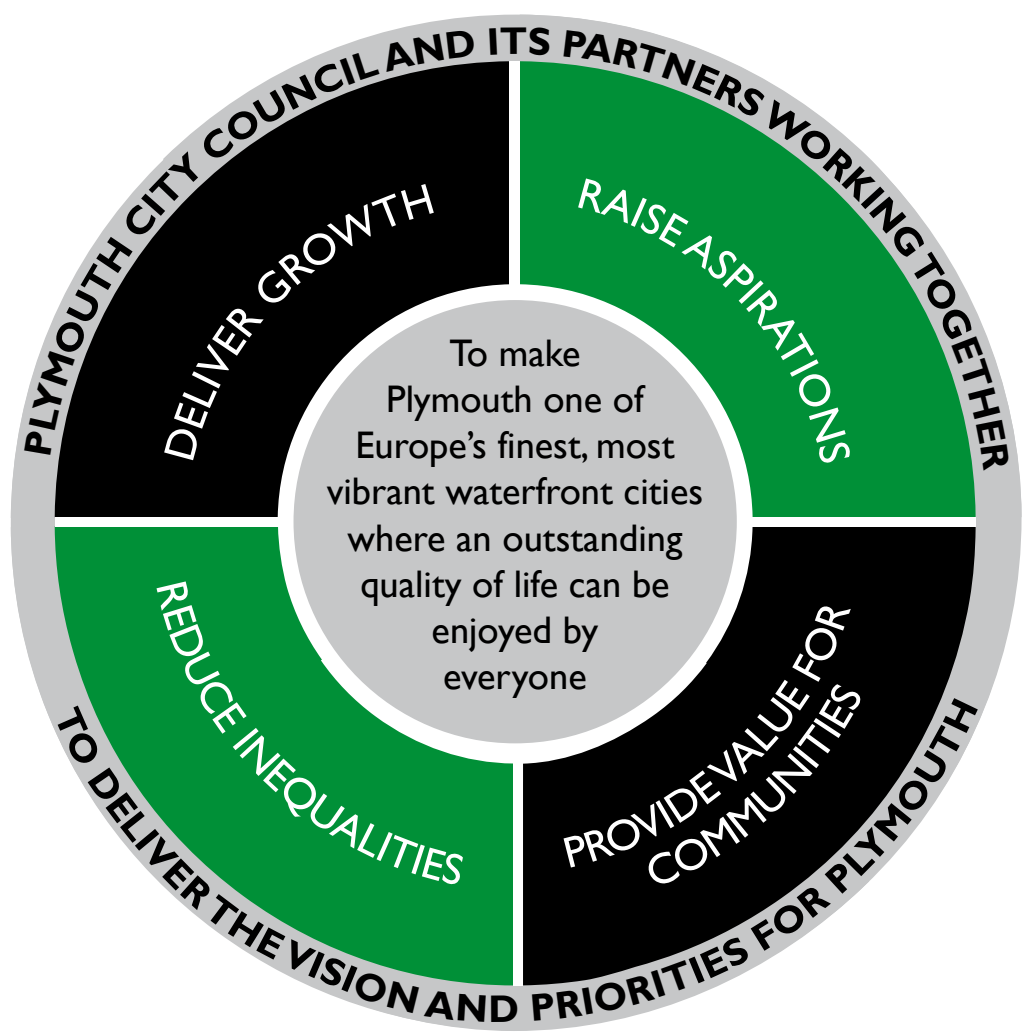 PLYMOUTH CITY COUNCIL AND ITS PARTNERS WORKING TOGETHER
DELIVER GROWTH
RAISE ASPIRATIONS
To make
Plymouth one of
Europe’s finest, most
vibrant waterfront cities
where an outstanding
quality of life can be
enjoyed by
everyone
REDUCE INEQUALITIES
PROVIDE VALUE FOR
COMMUNITIES
TO DELIVER THE VISION AND PRIORITIES FOR PLYMOUTH